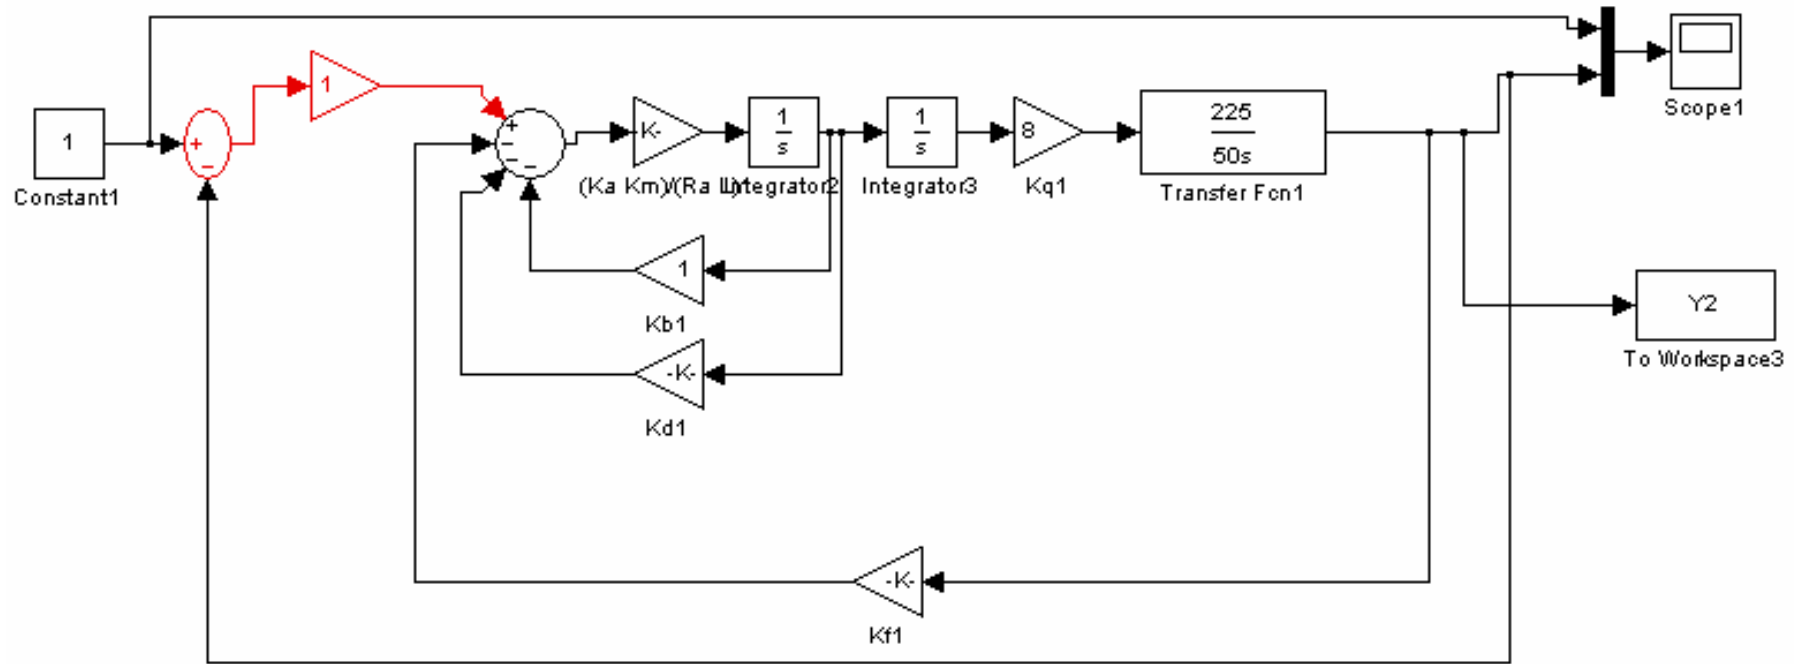 Scope1
1
+
1
+
K-
1
s
1
s
8
225
50s
1
+
−
−
−
−
Constant1
(Ka Km)/(Ra
Integrator2
Integrator3
Kq1
Transfer Fcn1
1
Kb1
Y2
To Workspace3
-K-
Kd1
-K-
Kf1